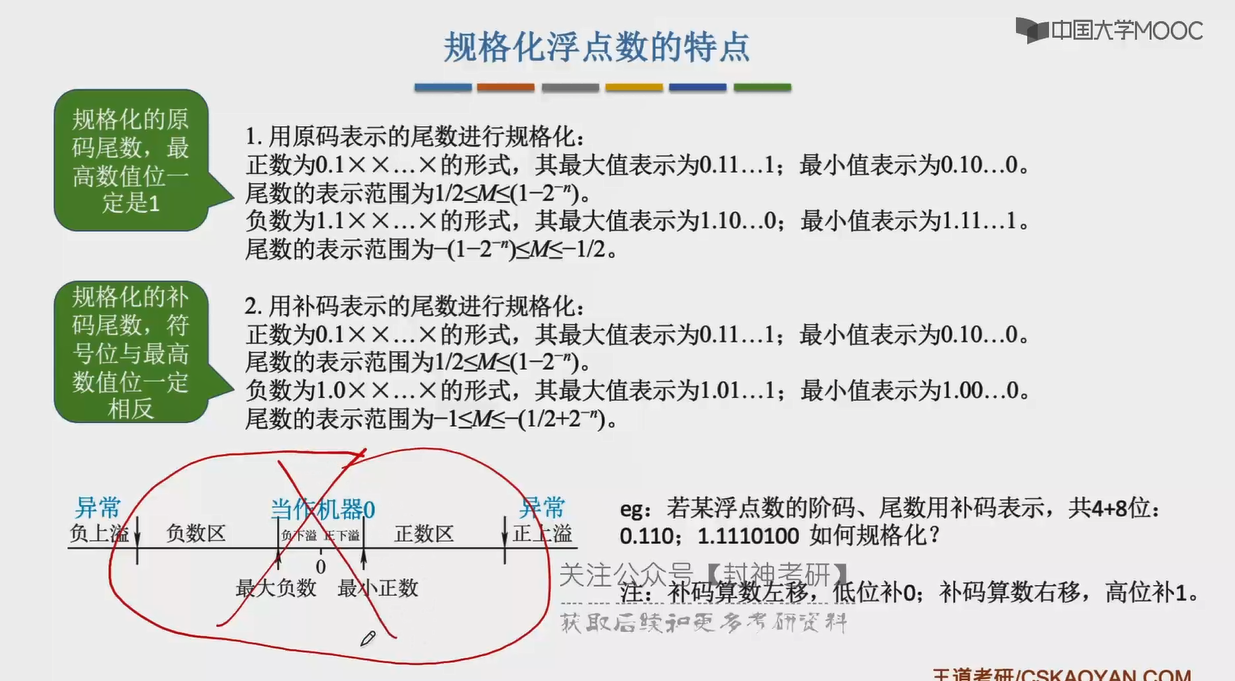 中国大学MOOC
规格化浮点数的特点
规格化的原
码尾数，最
高数值位一
定是1
1. 用原码表示的尾数进行规格化：
正数为0.1××…×的形式，其最大值表示为0.11…1；最小值表示为0.10…0。
尾数的表示范围为1/2≤M≤(1−2⁻ⁿ)。
负数为1.1××…×的形式，其最大值表示为1.10…0；最小值表示为1.11…1。
尾数的表示范围为−(1−2⁻ⁿ)≤M≤−1/2。
规格化的补
码尾数，符
号位与最高
数值位一定
相反
2. 用补码表示的尾数进行规格化：
正数为0.1××…×的形式，其最大值表示为0.11…1；最小值表示为0.10…0。
尾数的表示范围为1/2≤M≤(1−2⁻ⁿ)。
负数为1.0××…×的形式，其最大值表示为1.01…1；最小值表示为1.00…0。
尾数的表示范围为−1≤M≤−(1/2+2⁻ⁿ)。
异常 当作机器0 异常
负上溢 负数区 负下溢 正下溢 正数区 正上溢
0
最大负数 最小正数
eg：若某浮点数的阶码、尾数用补码表示，共4+8位：
0.110；1.1110100 如何规格化？
关注公众号【封神考研】
注：补码算数左移，低位补0；补码算数右移，高位补1。
获取后续和更多考研资料
王道考研/CSKAOYAN.COM